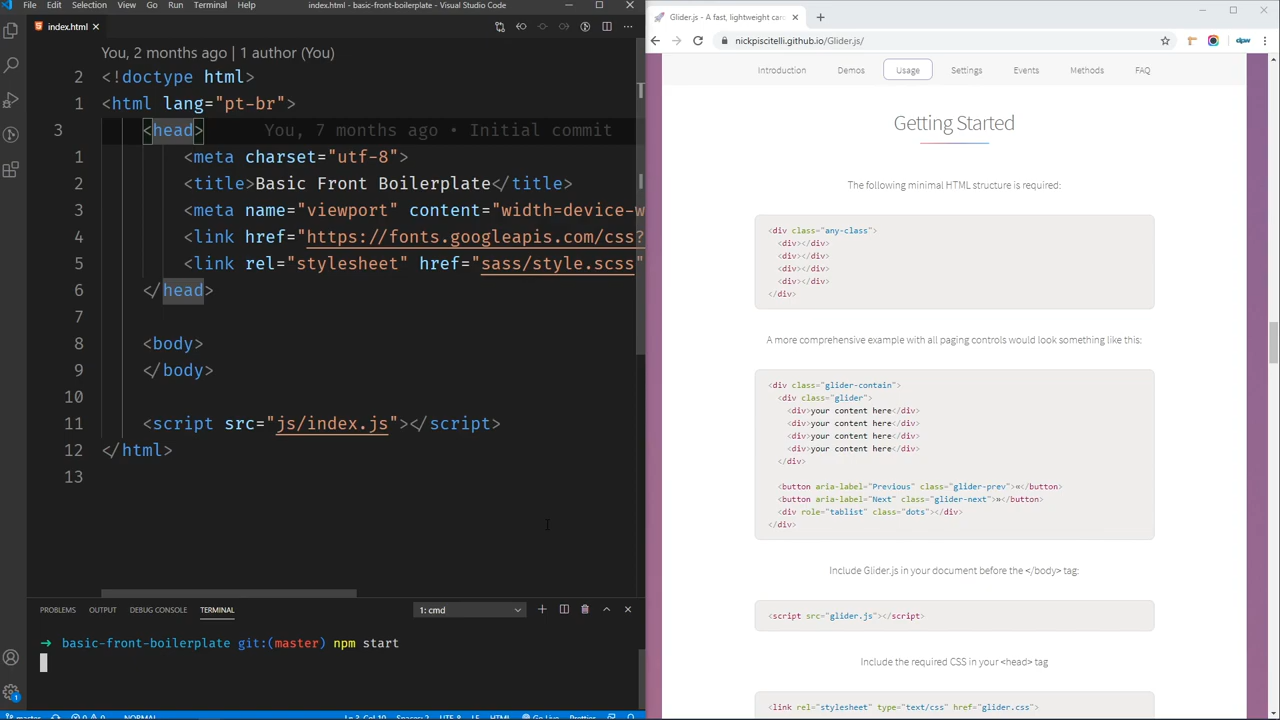 File Edit Selection View Go Run Terminal Help index.html - basic-front-boilerplate - Visual Studio Code
index.html
You, 2 months ago | 1 author (You)
2 <!doctype html>
1 <html lang="pt-br">
3 <head> You, 7 months ago • Initial commit
1 <meta charset="utf-8">
2 <title>Basic Front Boilerplate</title>
3 <meta name="viewport" content="width=device-w
4 <link href="https://fonts.googleapis.com/css?
5 <link rel="stylesheet" href="sass/style.scss"
6 </head>
7
8 <body>
9 </body>
10
11 <script src="js/index.js"></script>
12 </html>
13
PROBLEMS OUTPUT DEBUG CONSOLE TERMINAL 1: cmd
→ basic-front-boilerplate git:(master) npm start
Glider.js - A fast, lightweight car
nickpiscitelli.github.io/Glider.js/
dpw
Introduction Demos Usage Settings Events Methods FAQ
Getting Started
The following minimal HTML structure is required:
<div class="any-class">
<div></div>
<div></div>
<div></div>
<div></div>
</div>
A more comprehensive example with all paging controls would look something like this:
<div class="glider-contain">
<div class="glider">
<div>your content here</div>
<div>your content here</div>
<div>your content here</div>
<div>your content here</div>
</div>
<button aria-label="Previous" class="glider-prev">«</button>
<button aria-label="Next" class="glider-next">»</button>
<div role="tablist" class="dots"></div>
</div>
Include Glider.js in your document before the </body> tag:
<script src="glider.js"></script>
Include the required CSS in your <head> tag
<link rel="stylesheet" type="text/css" href="glider.css">